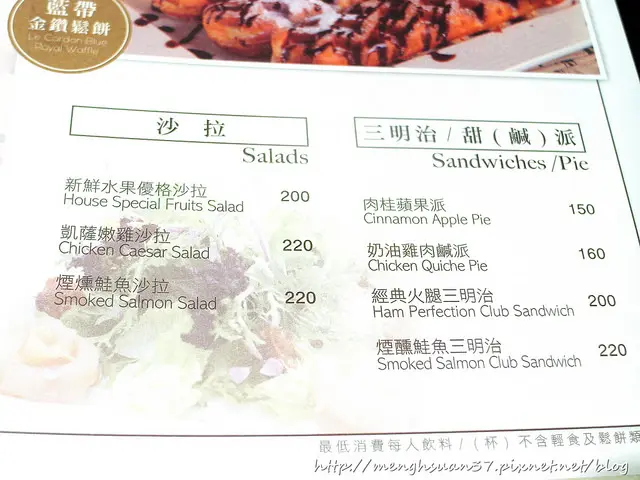 藍帶
金鑽鬆餅
Le Cordon Blue
Royal Waffle
沙 拉
Salads
新鮮水果優格沙拉 200
House Special Fruits Salad
凱薩嫩雞沙拉 220
Chicken Caesar Salad
煙燻鮭魚沙拉 220
Smoked Salmon Salad
三明治 / 甜 ( 鹹 ) 派
Sandwiches /Pie
肉桂蘋果派 150
Cinnamon Apple Pie
奶油雞肉鹹派 160
Chicken Quiche Pie
經典火腿三明治 200
Ham Perfection Club Sandwich
煙醺鮭魚三明治 220
Smoked Salmon Club Sandwich
最低消費每人飲料 / ( 杯 ) 不含輕食及鬆餅類
http://menghsuan37.pixnet.net/blog